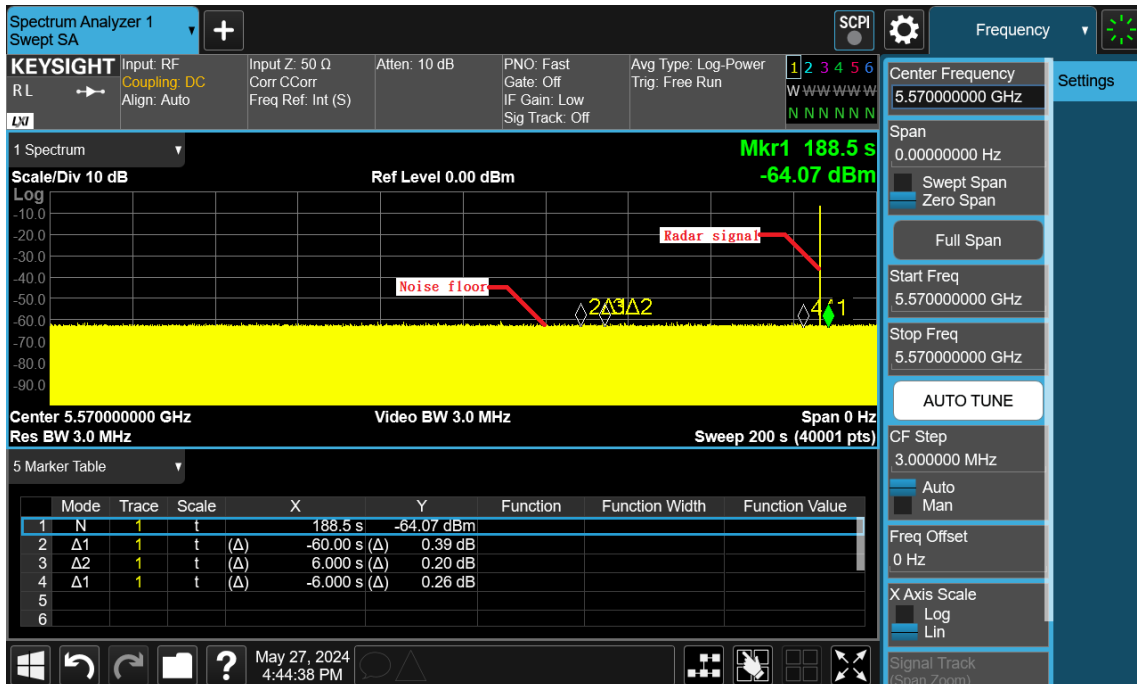 Spectrum Analyzer 1
Swept SA
+
SCPI
Frequency
KEYSIGHT
RL
LXI
Input: RF
Coupling: DC
Align: Auto
Input Z: 50 Ω
Corr CCorr
Freq Ref: Int (S)
Atten: 10 dB
PNO: Fast
Gate: Off
IF Gain: Low
Sig Track: Off
Avg Type: Log-Power
Trig: Free Run
1 2 3 4 5 6
W W W W W W
N N N N N N
1 Spectrum
Mkr1 188.5 s
Scale/Div 10 dB
Ref Level 0.00 dBm
-64.07 dBm
Log
-10.0
-20.0
-30.0
-40.0
-50.0
-60.0
-70.0
-80.0
-90.0
Radar signal
Noise floor
Center 5.570000000 GHz
Video BW 3.0 MHz
Span 0 Hz
Res BW 3.0 MHz
Sweep 200 s (40001 pts)
5 Marker Table
Mode Trace Scale X Y Function Function Width Function Value
1 N 1 t 188.5 s -64.07 dBm
2 Δ1 1 t (Δ) -60.00 s (Δ) 0.39 dB
3 Δ2 1 t (Δ) 6.000 s (Δ) 0.20 dB
4 Δ1 1 t (Δ) -6.000 s (Δ) 0.26 dB
5
6
?
May 27, 2024
4:44:38 PM
Center Frequency
5.570000000 GHz
Span
0.00000000 Hz
Swept Span
Zero Span
Full Span
Start Freq
5.570000000 GHz
Stop Freq
5.570000000 GHz
AUTO TUNE
CF Step
3.000000 MHz
Auto
Man
Freq Offset
0 Hz
X Axis Scale
Log
Lin
Signal Track
(Span Zoom)
Settings